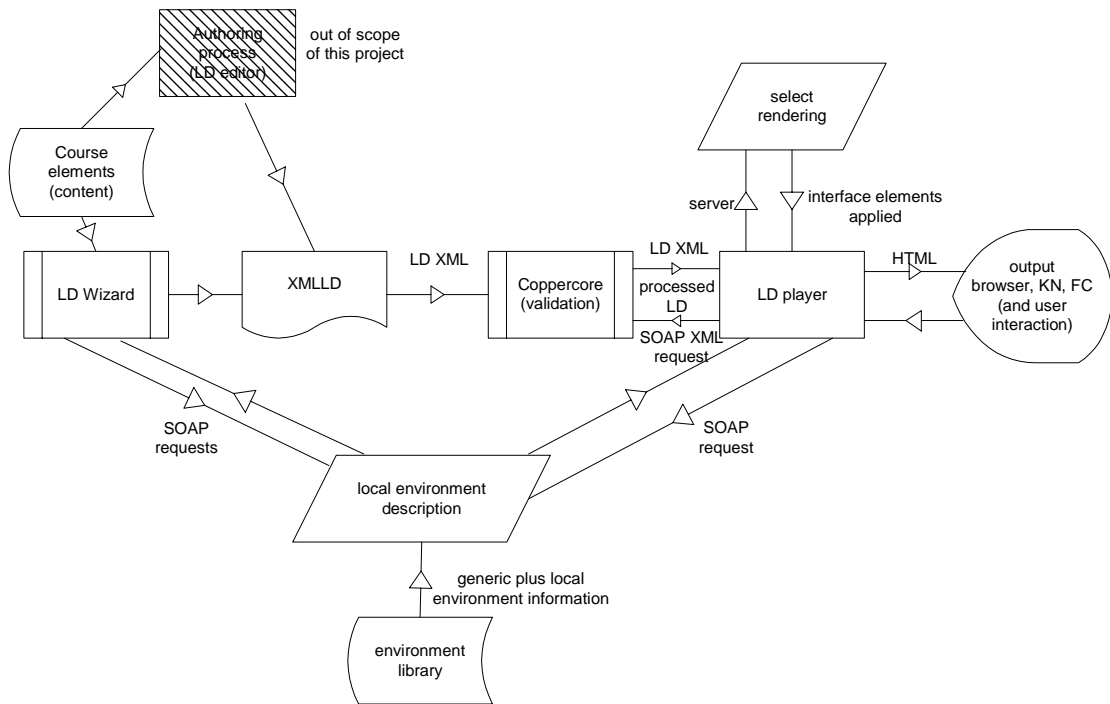 Authoring
process
(LD editor)
out of scope
of this project
select
rendering
Course
elements
(content)
server
interface elements
applied
LD Wizard
XMLLD
LD XML
Coppercore
(validation)
LD XML
processed
LD
SOAP XML
request
LD player
HTML
output
browser, KN, FC
(and user
interaction)
SOAP
requests
SOAP
request
local environment
description
generic plus local
environment information
environment
library